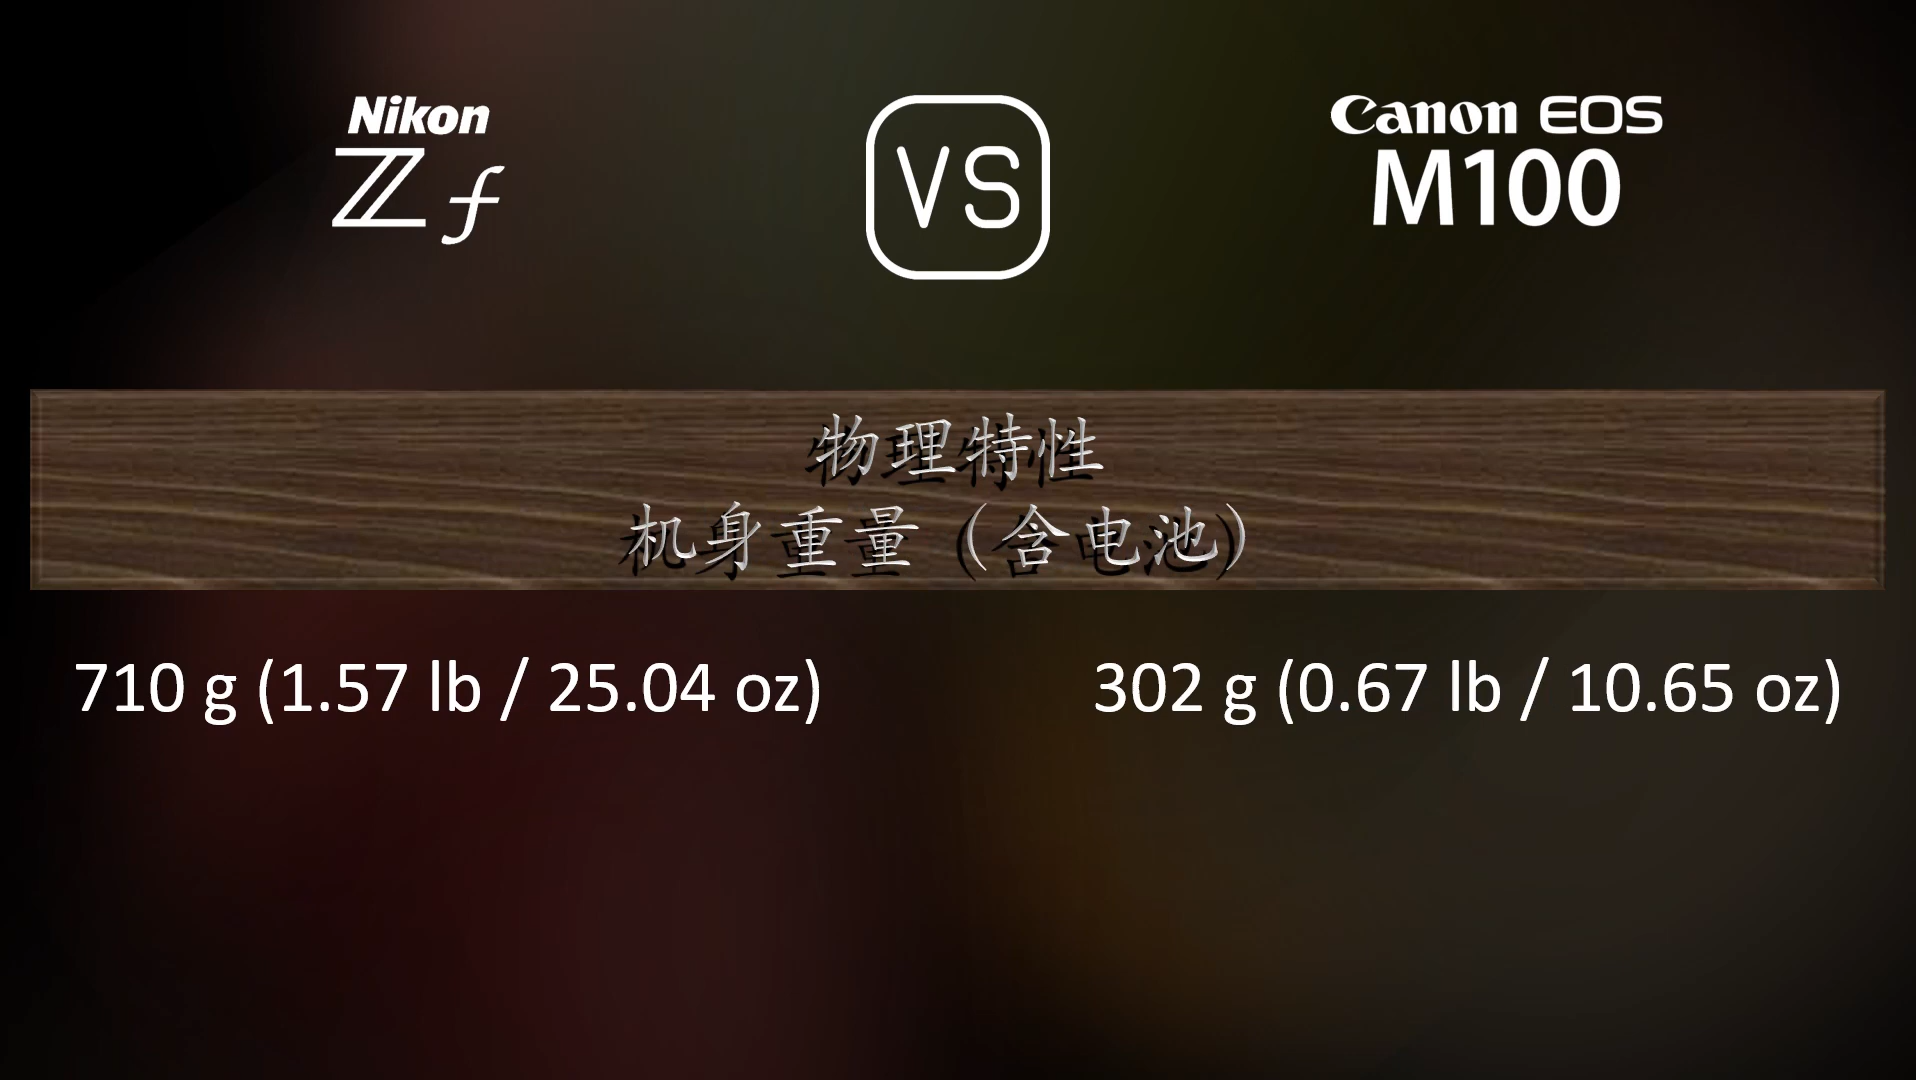 Nikon
Z f
VS
Canon EOS
M100
物理特性
机身重量（含电池）
710 g (1.57 lb / 25.04 oz)
302 g (0.67 lb / 10.65 oz)